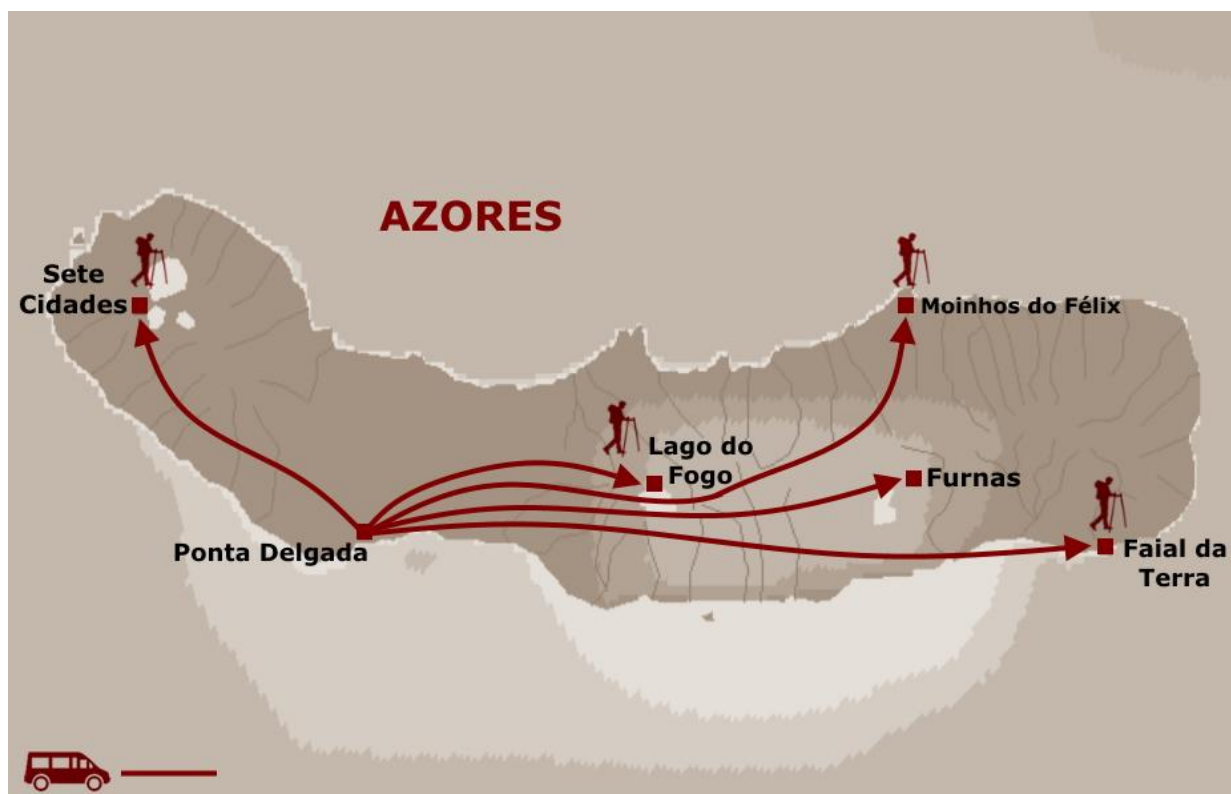 AZORES
Sete
Cidades
Moinhos do Félix
Lago do
Fogo
Furnas
Ponta Delgada
Faial da
Terra